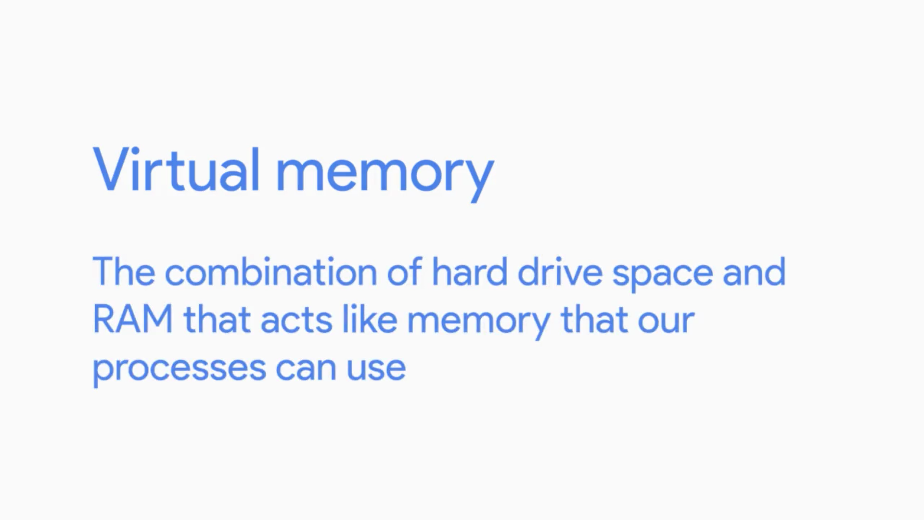 Virtual memory
The combination of hard drive space and
RAM that acts like memory that our
processes can use